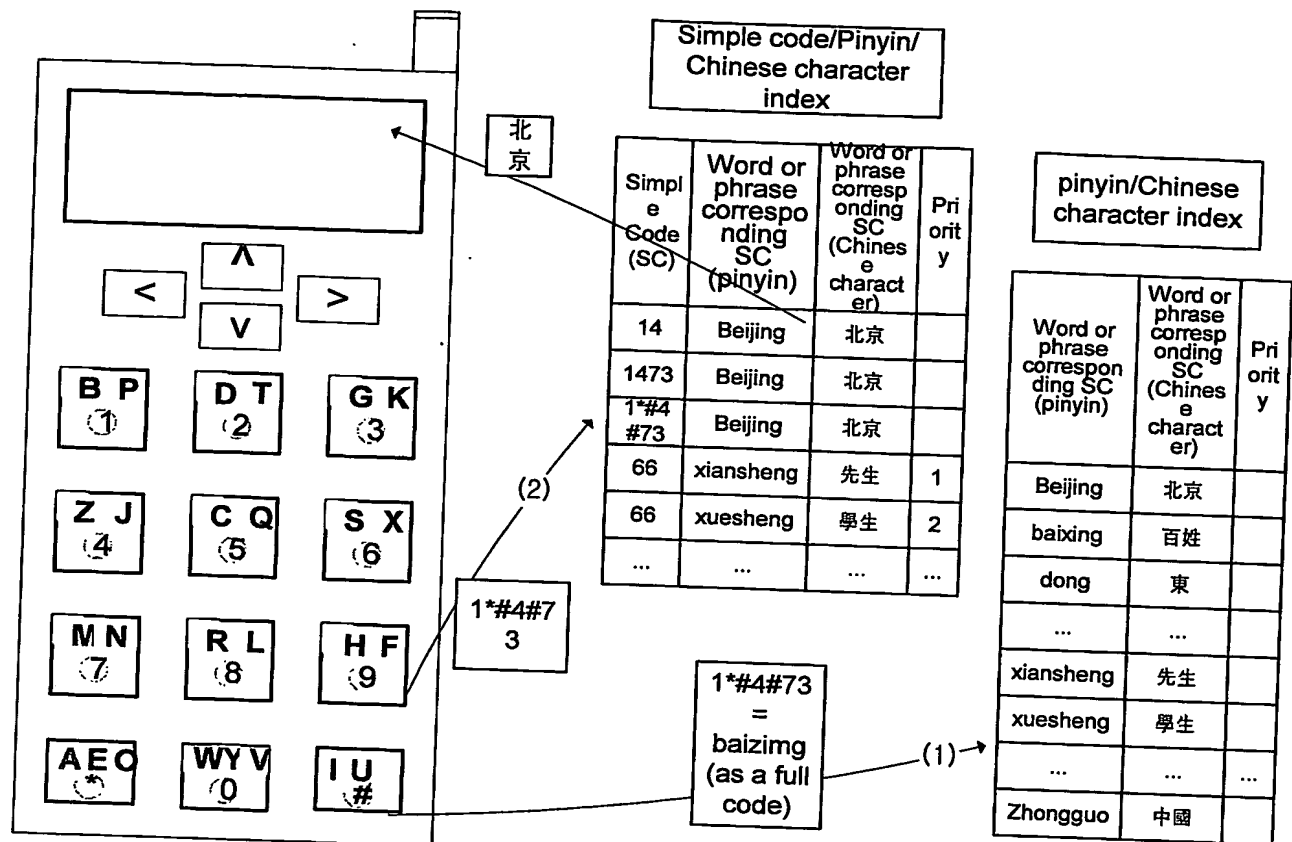 Simple code/Pinyin/
Chinese character
index
北
京
Simpl
e
Code
(SC)
Word or
phrase
correspo
nding
SC
(pinyin)
Word or
phrase
corresp
onding
SC
(Chines
e
charact
er)
Pri
orit
y
14
Beijing
北京
1473
Beijing
北京
1*#4
#73
Beijing
北京
66
xiansheng
先生
1
66
xuesheng
學生
2
...
...
...
...
pinyin/Chinese
character index
Word or
phrase
correspon
ding SC
(pinyin)
Word or
phrase
corresp
onding
SC
(Chines
e
charact
er)
Pri
orit
y
Beijing
北京
baixing
百姓
dong
東
...
...
xiansheng
先生
xuesheng
學生
...
...
...
Zhongguo
中國
Λ
<
>
V
B P
1
D T
2
G K
3
Z J
4
C Q
5
S X
6
M N
7
R L
8
H F
9
A E O
*
WY V
0
I U
#
(2)
1*#4#7
3
1*#4#73
=
baizimg
(as a full
code)
(1)